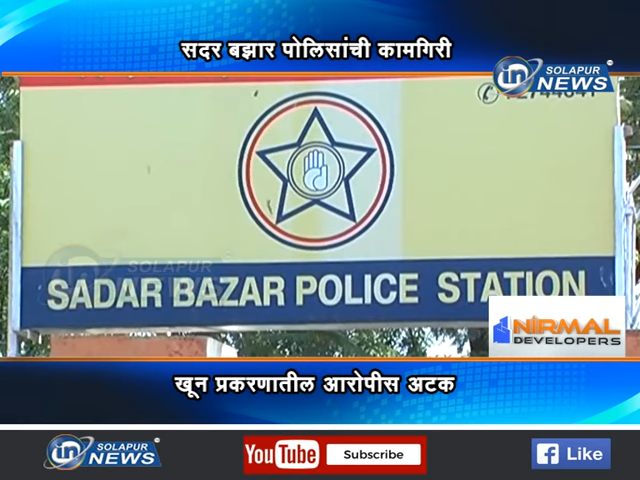 सदर बझार पोलिसांची कामगिरी
in SOLAPUR NEWS
SOLAPUR
SADAR BAZAR POLICE STATION
NIRMAL
DEVELOPERS
खून प्रकरणातील आरोपीस अटक
in SOLAPUR NEWS
YouTube Subscribe
f Like